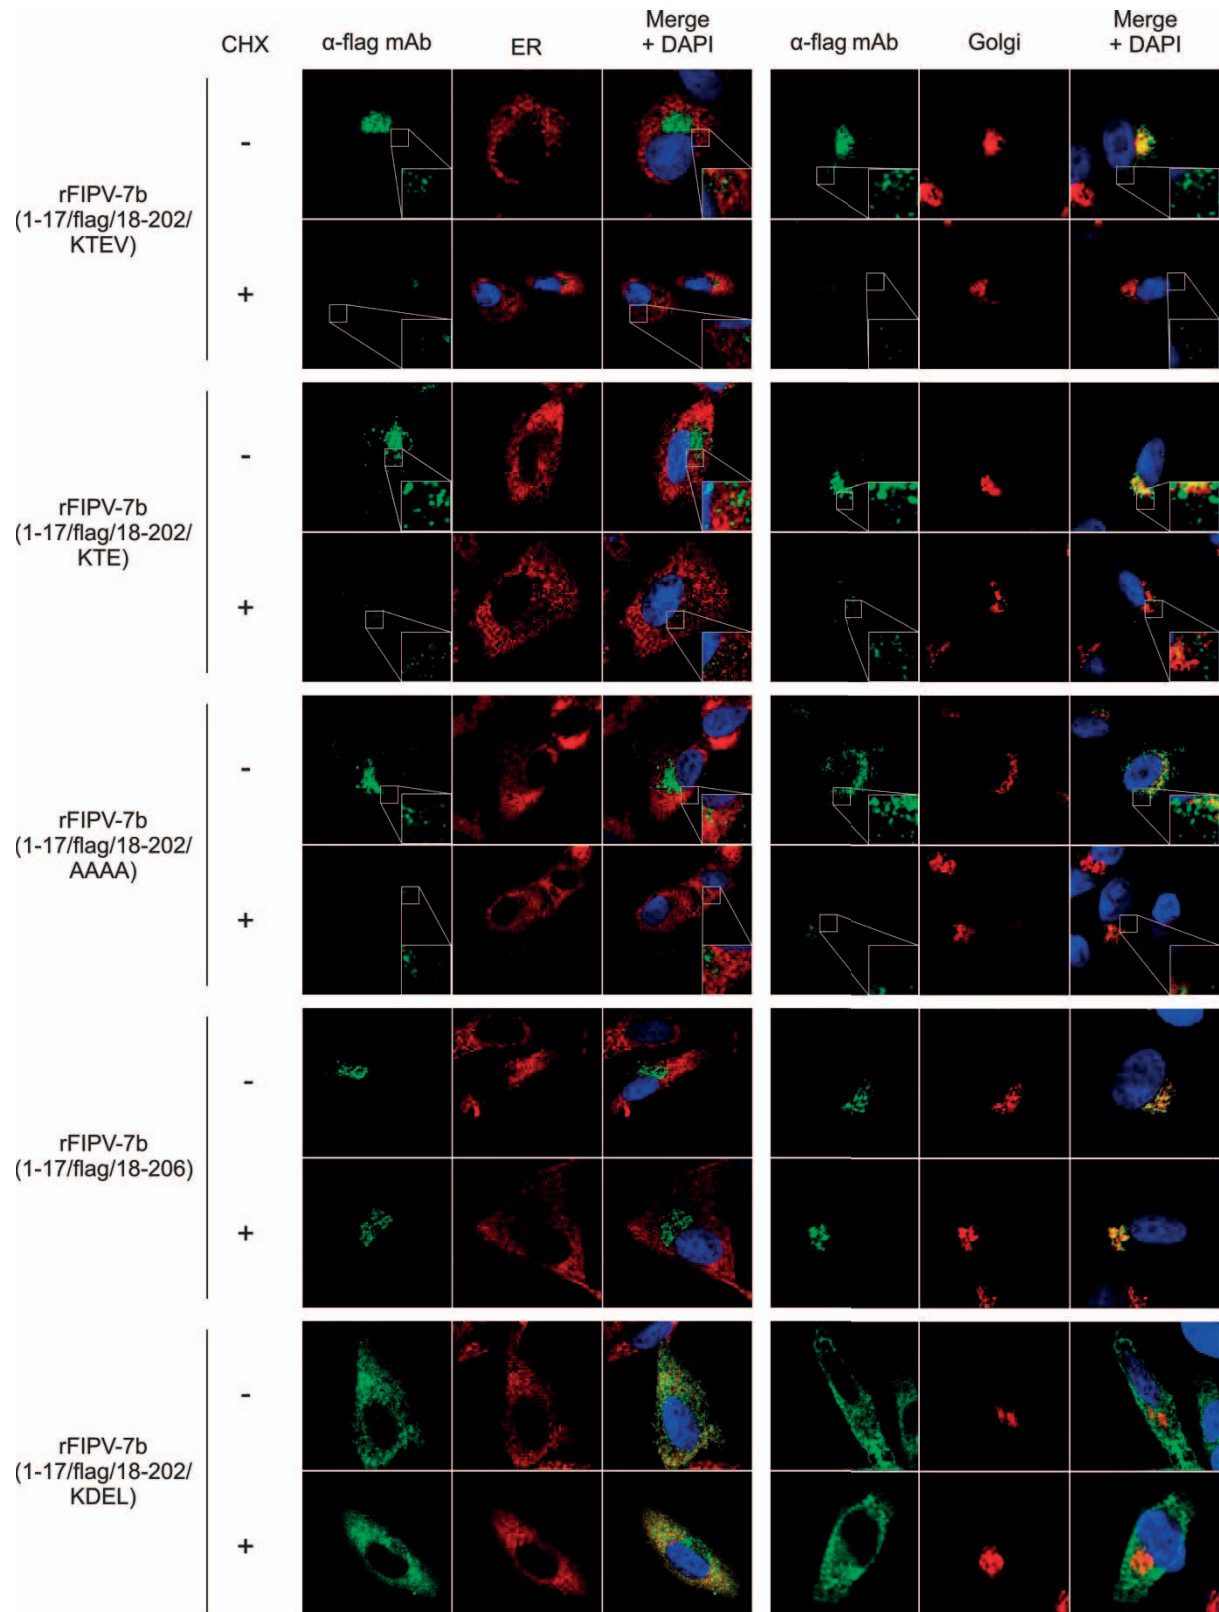 CHX
α-flag mAb
ER
Merge
+ DAPI
α-flag mAb
Golgi
Merge
+ DAPI
rFIPV-7b
(1-17/flag/18-202/
KTEV)
-
+
rFIPV-7b
(1-17/flag/18-202/
KTE)
-
+
rFIPV-7b
(1-17/flag/18-202/
AAAA)
-
+
rFIPV-7b
(1-17/flag/18-206)
-
+
rFIPV-7b
(1-17/flag/18-202/
KDEL)
-
+